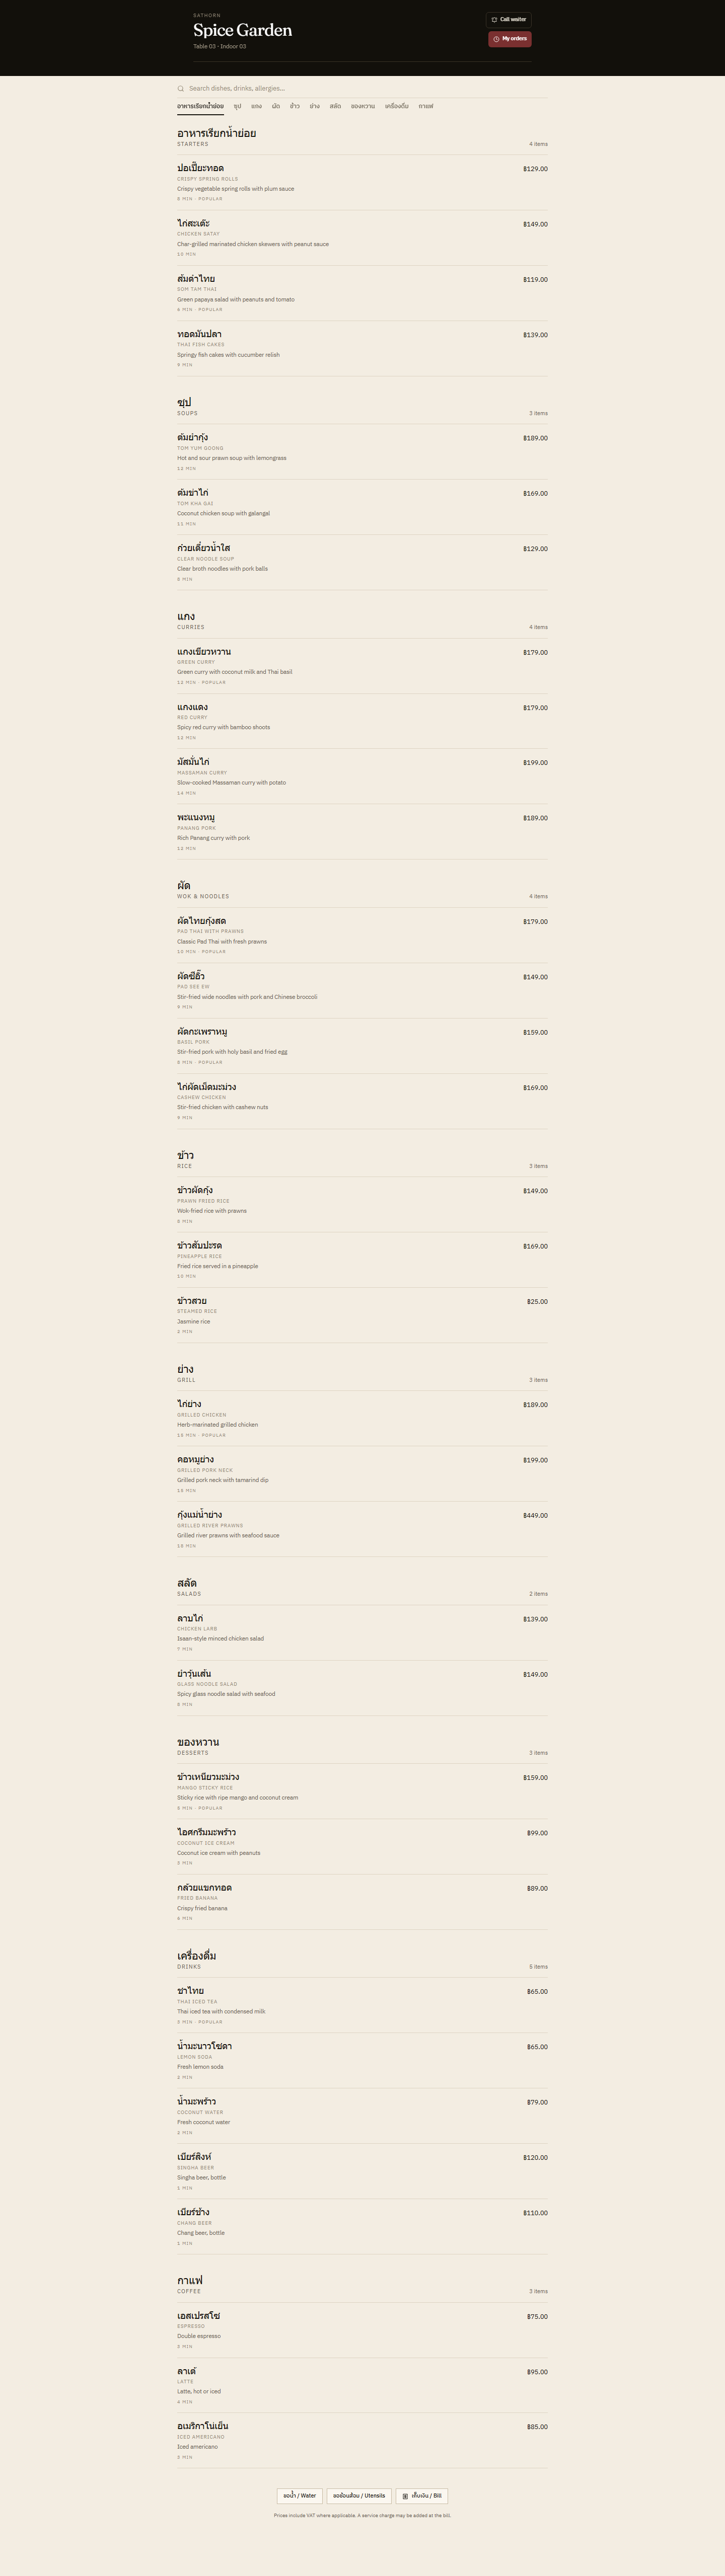 SATHORN
Spice Garden
Table 03 · Indoor 03
Call waiter
My orders
Search dishes, drinks, allergies...
อาหารเรียกน้ำย่อย ซุป แกง ผัด ข้าว ย่าง สลัด ของหวาน เครื่องดื่ม กาแฟ
อาหารเรียกน้ำย่อย
STARTERS 4 items
ปอเปี๊ยะทอด ฿129.00
CRISPY SPRING ROLLS
Crispy vegetable spring rolls with plum sauce
8 MIN · POPULAR
ไก่สะเต๊ะ ฿149.00
CHICKEN SATAY
Char-grilled marinated chicken skewers with peanut sauce
10 MIN
ส้มตำไทย ฿119.00
SOM TAM THAI
Green papaya salad with peanuts and tomato
6 MIN · POPULAR
ทอดมันปลา ฿139.00
THAI FISH CAKES
Springy fish cakes with cucumber relish
9 MIN
ซุป
SOUPS 3 items
ต้มยำกุ้ง ฿189.00
TOM YUM GOONG
Hot and sour prawn soup with lemongrass
12 MIN
ต้มข่าไก่ ฿169.00
TOM KHA GAI
Coconut chicken soup with galangal
11 MIN
ก๋วยเตี๋ยวน้ำใส ฿129.00
CLEAR NOODLE SOUP
Clear broth noodles with pork balls
8 MIN
แกง
CURRIES 4 items
แกงเขียวหวาน ฿179.00
GREEN CURRY
Green curry with coconut milk and Thai basil
12 MIN · POPULAR
แกงแดง ฿179.00
RED CURRY
Spicy red curry with bamboo shoots
12 MIN
มัสมั่นไก่ ฿199.00
MASSAMAN CURRY
Slow-cooked Massaman curry with potato
14 MIN
พะแนงหมู ฿189.00
PANANG PORK
Rich Panang curry with pork
12 MIN
ผัด
WOK & NOODLES 4 items
ผัดไทยกุ้งสด ฿179.00
PAD THAI WITH PRAWNS
Classic Pad Thai with fresh prawns
10 MIN · POPULAR
ผัดซีอิ๊ว ฿149.00
PAD SEE EW
Stir-fried wide noodles with pork and Chinese broccoli
9 MIN
ผัดกะเพราหมู ฿159.00
BASIL PORK
Stir-fried pork with holy basil and fried egg
8 MIN · POPULAR
ไก่ผัดเม็ดมะม่วง ฿169.00
CASHEW CHICKEN
Stir-fried chicken with cashew nuts
9 MIN
ข้าว
RICE 3 items
ข้าวผัดกุ้ง ฿149.00
PRAWN FRIED RICE
Wok-fried rice with prawns
8 MIN
ข้าวสับปะรด ฿169.00
PINEAPPLE RICE
Fried rice served in a pineapple
10 MIN
ข้าวสวย ฿25.00
STEAMED RICE
Jasmine rice
2 MIN
ย่าง
GRILL 3 items
ไก่ย่าง ฿189.00
GRILLED CHICKEN
Herb-marinated grilled chicken
15 MIN · POPULAR
คอหมูย่าง ฿199.00
GRILLED PORK NECK
Grilled pork neck with tamarind dip
15 MIN
กุ้งแม่น้ำย่าง ฿449.00
GRILLED RIVER PRAWNS
Grilled river prawns with seafood sauce
18 MIN
สลัด
SALADS 2 items
ลาบไก่ ฿139.00
CHICKEN LARB
Isaan-style minced chicken salad
7 MIN
ยำวุ้นเส้น ฿149.00
GLASS NOODLE SALAD
Spicy glass noodle salad with seafood
8 MIN
ของหวาน
DESSERTS 3 items
ข้าวเหนียวมะม่วง ฿159.00
MANGO STICKY RICE
Sticky rice with ripe mango and coconut cream
5 MIN · POPULAR
ไอศกรีมมะพร้าว ฿99.00
COCONUT ICE CREAM
Coconut ice cream with peanuts
3 MIN
กล้วยแขกทอด ฿89.00
FRIED BANANA
Crispy fried banana
6 MIN
เครื่องดื่ม
DRINKS 5 items
ชาไทย ฿65.00
THAI ICED TEA
Thai iced tea with condensed milk
3 MIN · POPULAR
น้ำมะนาวโซดา ฿65.00
LEMON SODA
Fresh lemon soda
2 MIN
น้ำมะพร้าว ฿79.00
COCONUT WATER
Fresh coconut water
2 MIN
เบียร์สิงห์ ฿120.00
SINGHA BEER
Singha beer, bottle
1 MIN
เบียร์ช้าง ฿110.00
CHANG BEER
Chang beer, bottle
1 MIN
กาแฟ
COFFEE 3 items
เอสเปรสโซ่ ฿75.00
ESPRESSO
Double espresso
3 MIN
ลาเต้ ฿95.00
LATTE
Latte, hot or iced
4 MIN
อเมริกาโน่เย็น ฿85.00
ICED AMERICANO
Iced americano
3 MIN
ขอน้ำ / Water
ขอช้อนส้อม / Utensils
เก็บเงิน / Bill
Prices include VAT where applicable. A service charge may be added at the bill.